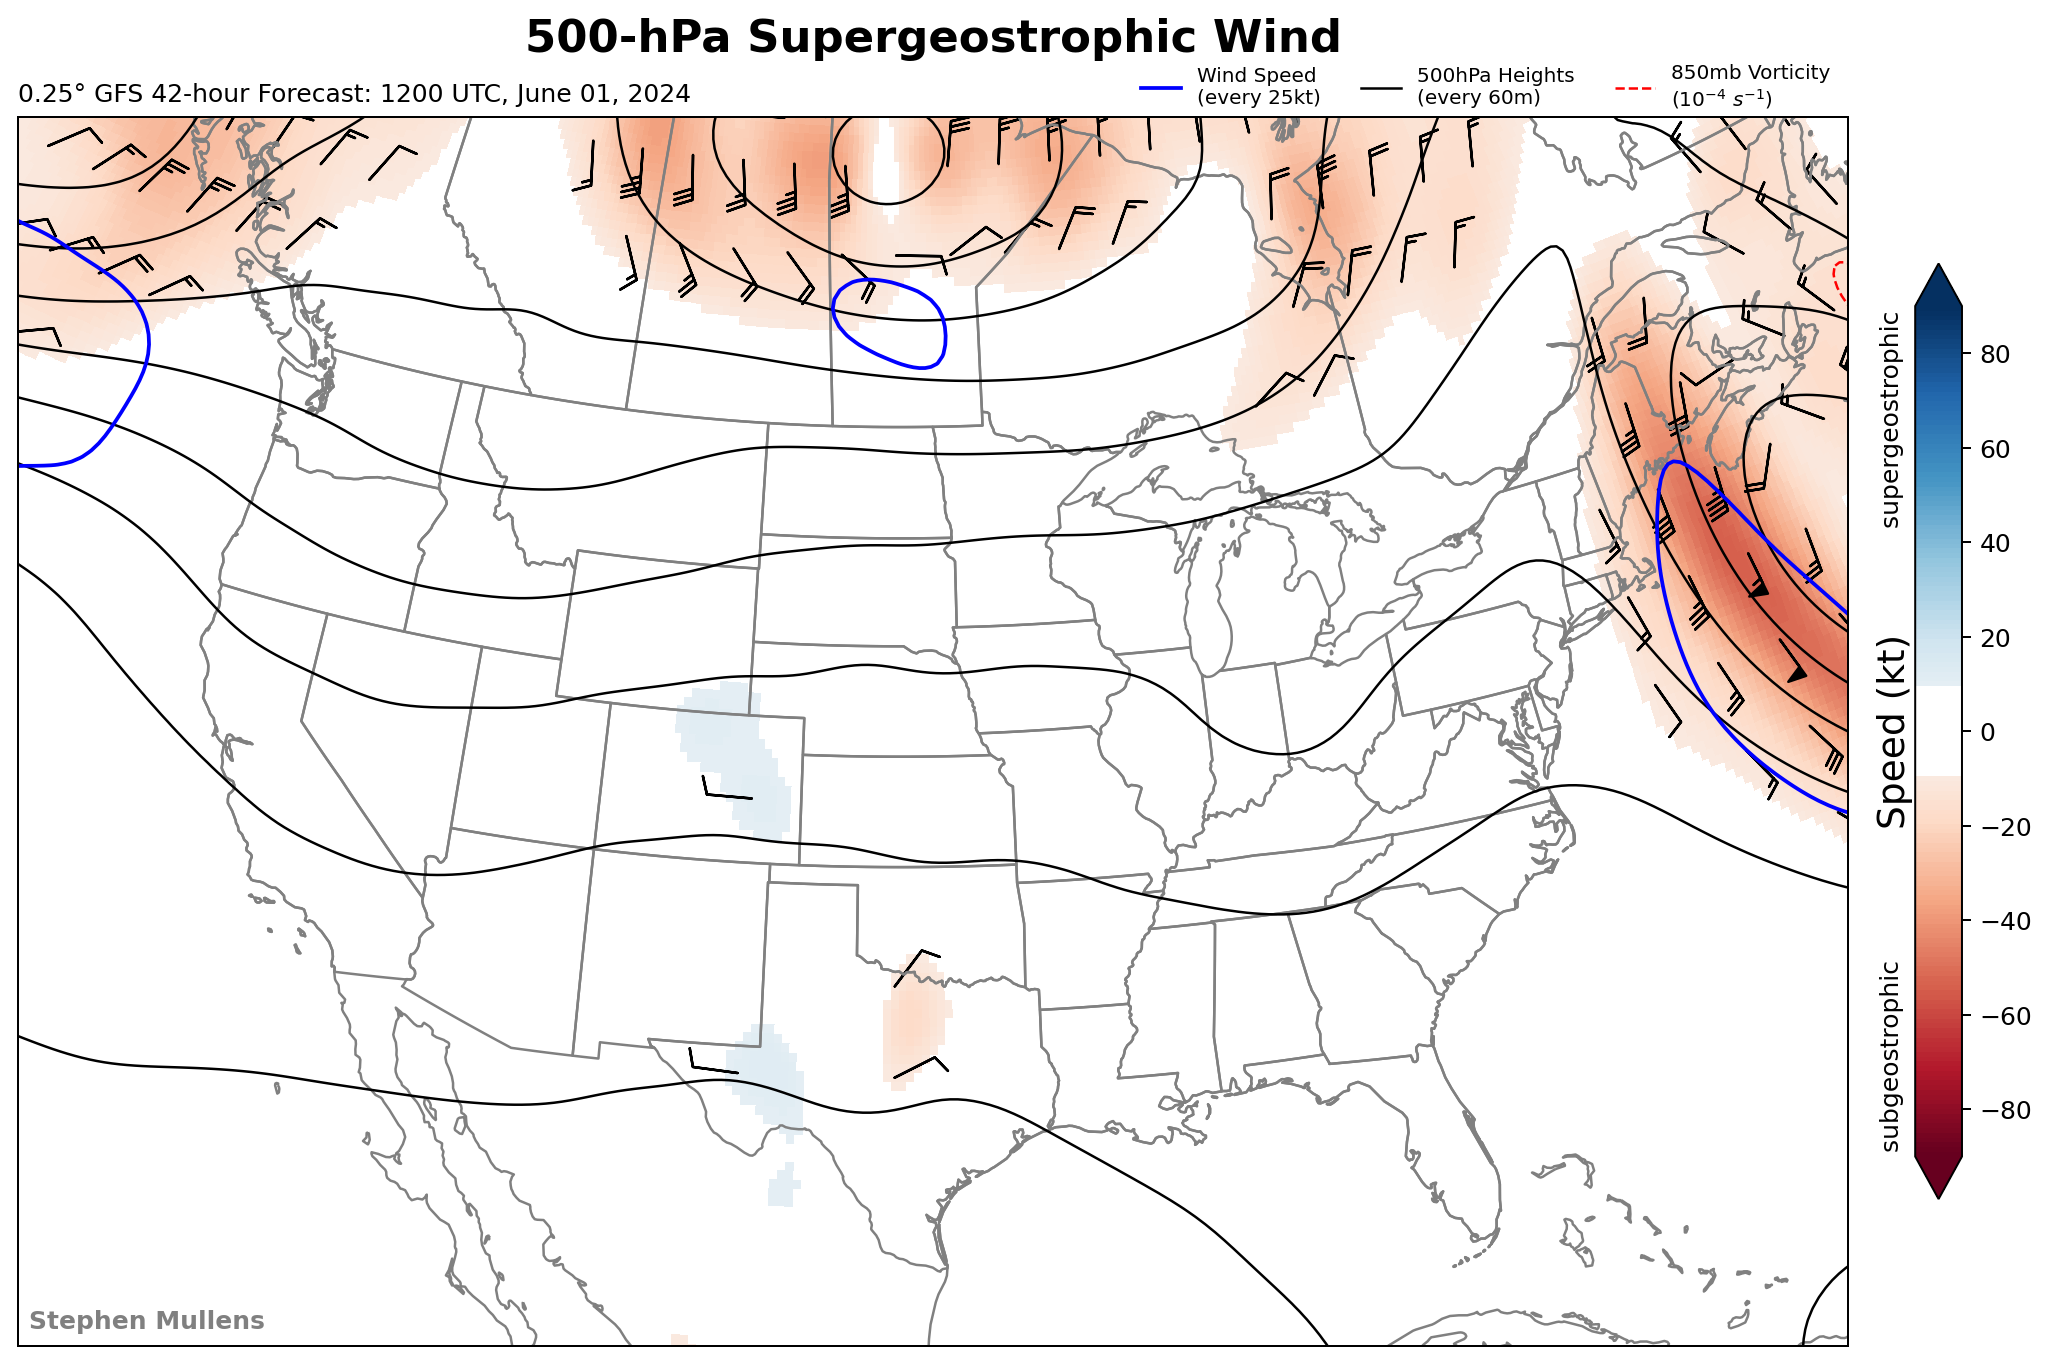 500-hPa Supergeostrophic Wind
0.25° GFS 42-hour Forecast: 1200 UTC, June 01, 2024
Wind Speed
(every 25kt)
500hPa Heights
(every 60m)
850mb Vorticity
(10⁻⁴ s⁻¹)
supergeostrophic
Speed (kt)
subgeostrophic
80
60
40
20
0
−20
−40
−60
−80
Stephen Mullens